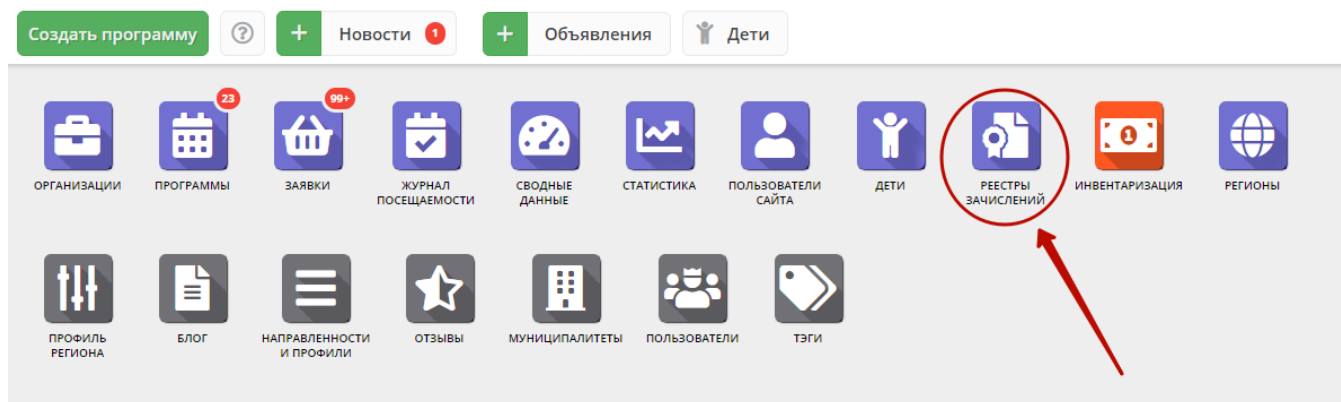 Создать программу
?
+ Новости 1
+ Объявления
Дети
23
99+
1
ОРГАНИЗАЦИИ
ПРОГРАММЫ
ЗАЯВКИ
ЖУРНАЛ
ПОСЕЩАЕМОСТИ
СВОДНЫЕ
ДАННЫЕ
СТАТИСТИКА
ПОЛЬЗОВАТЕЛИ
САЙТА
ДЕТИ
РЕЕСТРЫ
ЗАЧИСЛЕНИЙ
ИНВЕНТАРИЗАЦИЯ
РЕГИОНЫ
ПРОФИЛЬ
РЕГИОНА
БЛОГ
НАПРАВЛЕННОСТИ
И ПРОФИЛИ
ОТЗЫВЫ
МУНИЦИПАЛИТЕТЫ
ПОЛЬЗОВАТЕЛИ
ТЭГИ